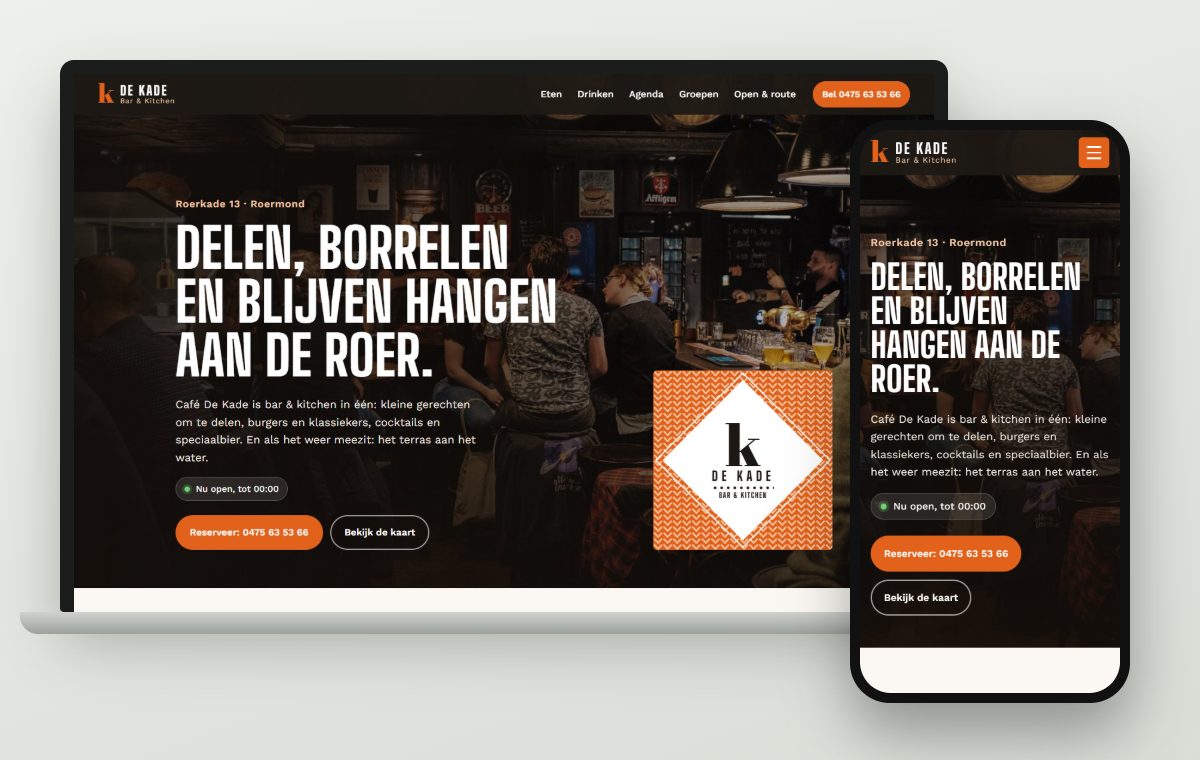 k DE KADE
Bar & Kitchen
Eten Drinken Agenda Groepen Open & route Bel 0475 63 53 66
BEER
Affligem
Roerkade 13 · Roermond
DELEN, BORRELEN
EN BLIJVEN HANGEN
AAN DE ROER.
Café De Kade is bar & kitchen in één: kleine gerechten
om te delen, burgers en klassiekers, cocktails en
speciaalbier. En als het weer meezit: het terras aan het
water.
Nu open, tot 00:00
Reserveer: 0475 63 53 66 Bekijk de kaart
k
DE KADE
BAR & KITCHEN
k DE KADE
Bar & Kitchen
Roerkade 13 · Roermond
DELEN, BORRELEN
EN BLIJVEN
HANGEN AAN DE
ROER.
Café De Kade is bar & kitchen in één: kleine
gerechten om te delen, burgers en
klassiekers, cocktails en speciaalbier. En als
het weer meezit: het terras aan het water.
Nu open, tot 00:00
Reserveer: 0475 63 53 66
Bekijk de kaart